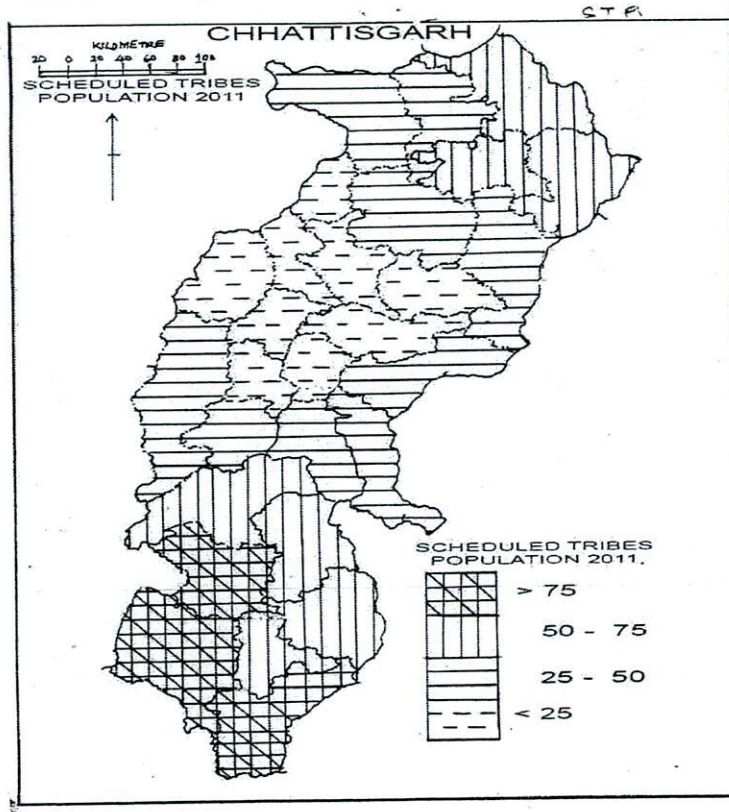 CHHATTISGARH
KILOMETRE
20 0 20 40 60 80 100
SCHEDULED TRIBES
POPULATION 2011
SCHEDULED TRIBES
POPULATION 2011.
> 75
50 - 75
25 - 50
< 25